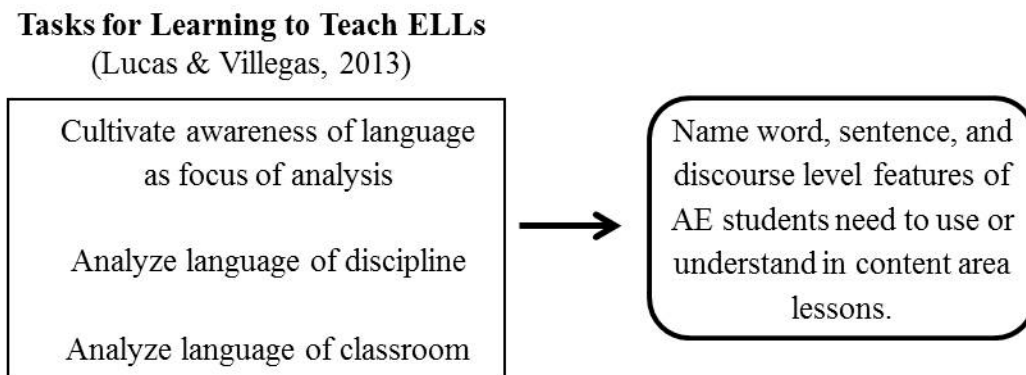 Tasks for Learning to Teach ELLs
(Lucas & Villegas, 2013)
Cultivate awareness of language
as focus of analysis
Analyze language of discipline
Analyze language of classroom
Name word, sentence, and
discourse level features of
AE students need to use or
understand in content area
lessons.